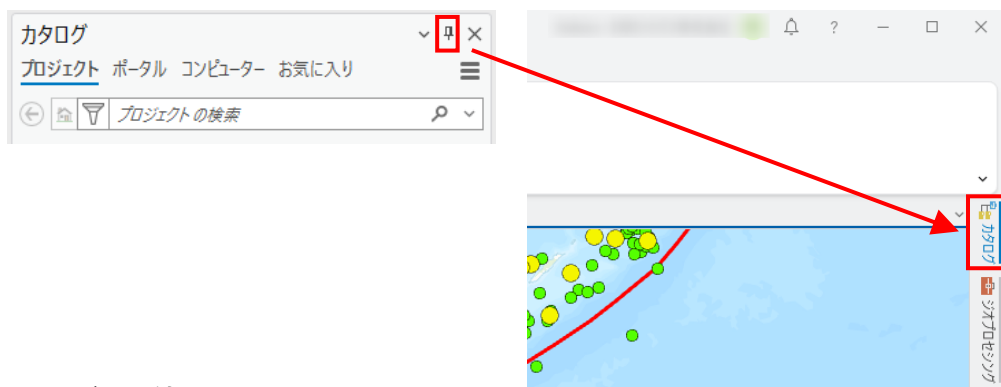 カタログ
プロジェクト ポータル コンピューター お気に入り
プロジェクトの検索
?
カタログ
ジオプロセシング